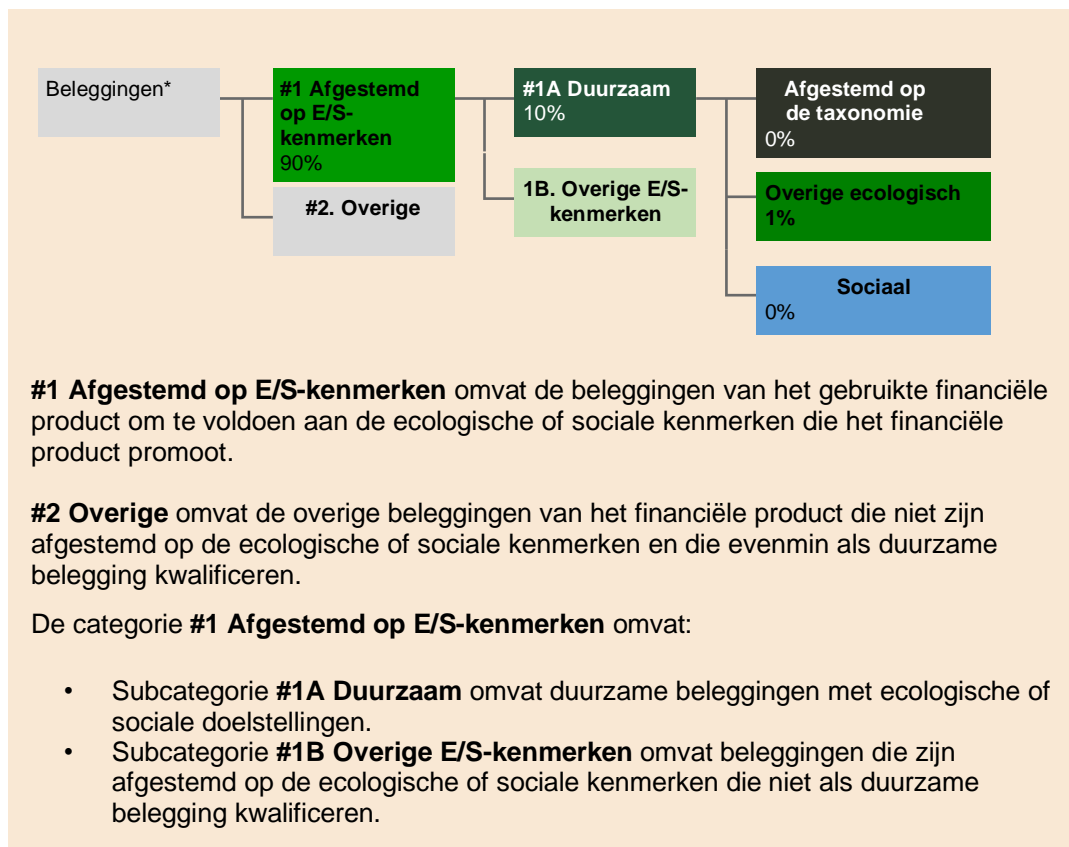 Beleggingen*
#1 Afgestemd
op E/S-
kenmerken
90%
#2. Overige
#1A Duurzaam
10%
1B. Overige E/S-
kenmerken
Afgestemd op
de taxonomie
0%
Overige ecologisch
1%
Sociaal
0%
#1 Afgestemd op E/S-kenmerken omvat de beleggingen van het gebruikte financiële
product om te voldoen aan de ecologische of sociale kenmerken die het financiële
product promoot.
#2 Overige omvat de overige beleggingen van het financiële product die niet zijn
afgestemd op de ecologische of sociale kenmerken en die evenmin als duurzame
belegging kwalificeren.
De categorie #1 Afgestemd op E/S-kenmerken omvat:
• Subcategorie #1A Duurzaam omvat duurzame beleggingen met ecologische of
sociale doelstellingen.
• Subcategorie #1B Overige E/S-kenmerken omvat beleggingen die zijn
afgestemd op de ecologische of sociale kenmerken die niet als duurzame
belegging kwalificeren.